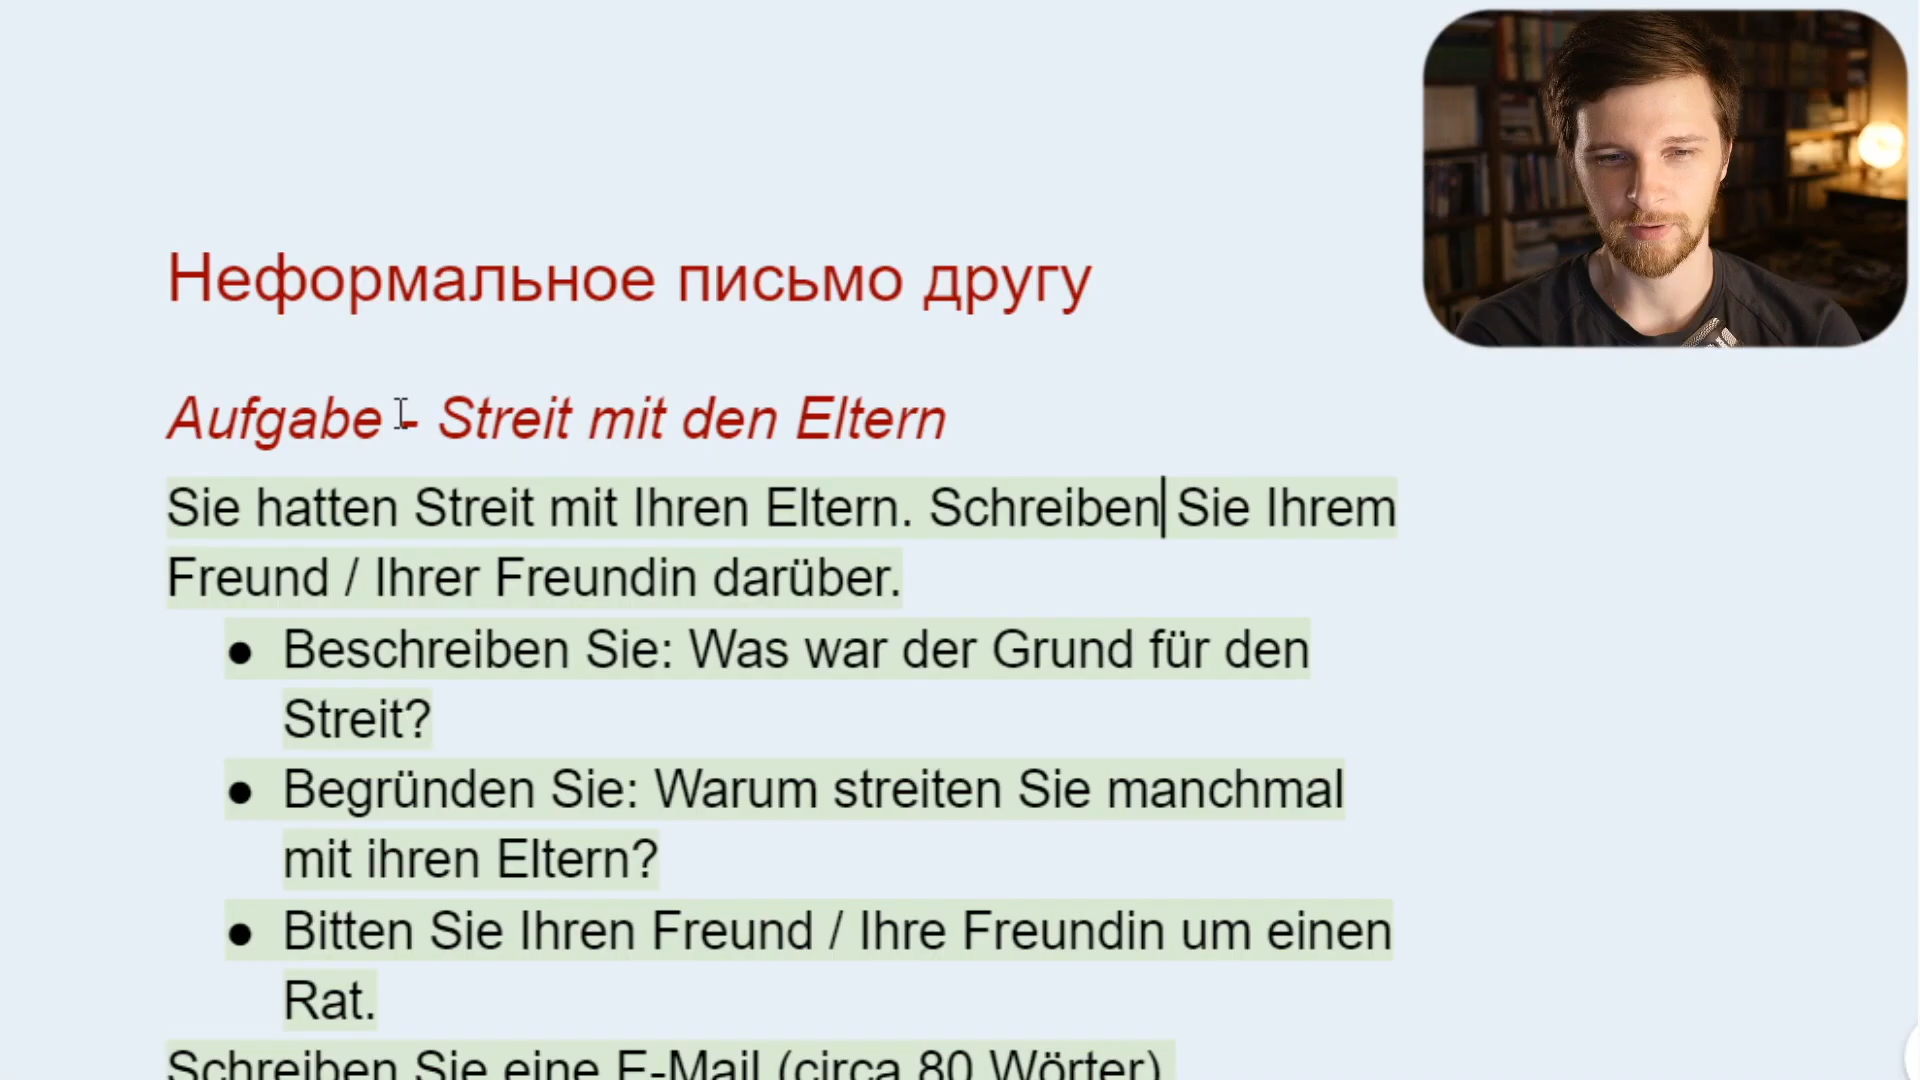 Неформальное письмо другу
Aufgabe - Streit mit den Eltern
Sie hatten Streit mit Ihren Eltern. Schreiben Sie Ihrem
Freund / Ihrer Freundin darüber.
● Beschreiben Sie: Was war der Grund für den
Streit?
● Begründen Sie: Warum streiten Sie manchmal
mit ihren Eltern?
● Bitten Sie Ihren Freund / Ihre Freundin um einen
Rat.
Schreiben Sie eine E-Mail (circa 80 Wörter)